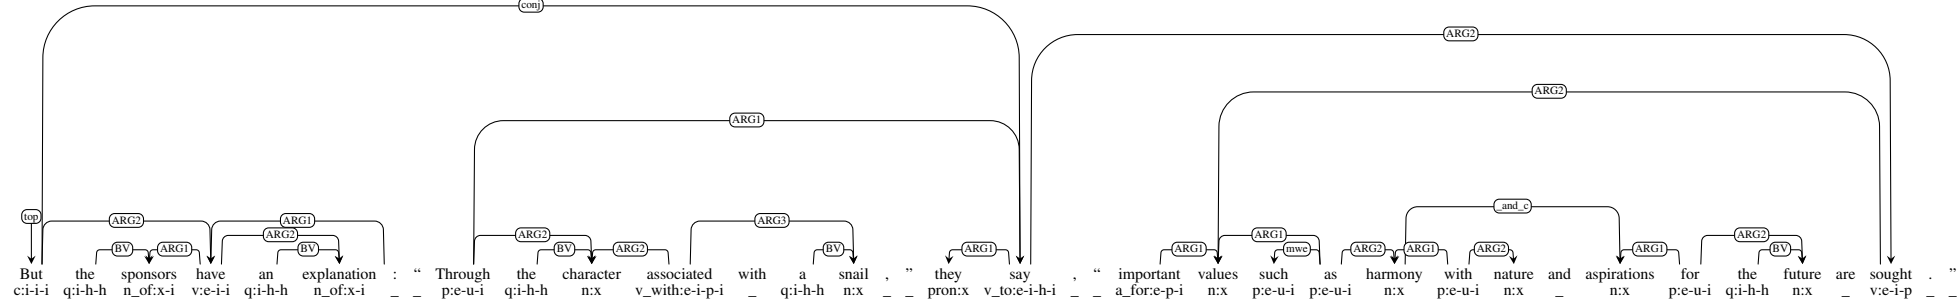 conj
ARG2
ARG2
ARG1
_and_c
top ARG2 ARG1 ARG3
ARG2 ARG2 ARG1 ARG2
BV ARG1 BV BV ARG2 BV ARG1 ARG1 mwe ARG2 ARG1 ARG2 ARG1 BV
But the sponsors have an explanation : “ Through the character associated with a snail , ” they say , “ important values such as harmony with nature and aspirations for the future are sought . ”
c:i-i-i q:i-h-h n_of:x-i v:e-i-i q:i-h-h n_of:x-i _ _ p:e-u-i q:i-h-h n:x v_with:e-i-p-i _ q:i-h-h n:x _ _ pron:x v_to:e-i-h-i _ _ a_for:e-p-i n:x p:e-u-i p:e-u-i n:x p:e-u-i n:x _ n:x p:e-u-i q:i-h-h n:x _ v:e-i-p _ _